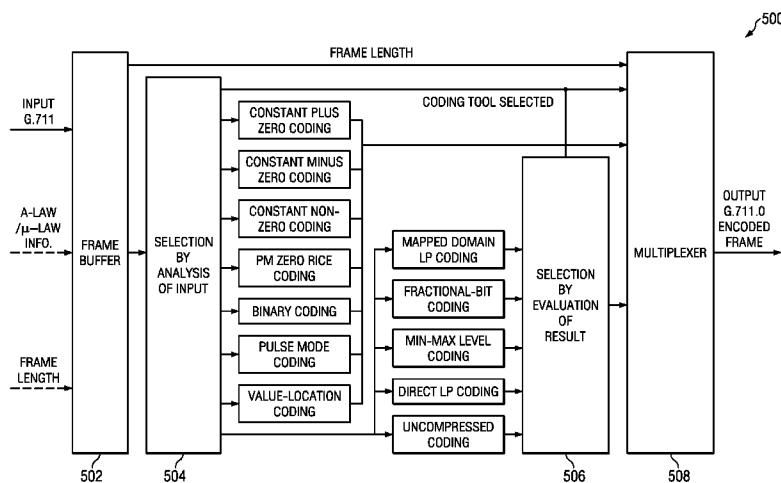 500
FRAME LENGTH
CODING TOOL SELECTED
INPUT
G.711
A-LAW
/μ-LAW
INFO.
FRAME
LENGTH
FRAME
BUFFER
502
SELECTION
BY
ANALYSIS
OF INPUT
504
CONSTANT PLUS
ZERO CODING
CONSTANT MINUS
ZERO CODING
CONSTANT NON-
ZERO CODING
PM ZERO RICE
CODING
BINARY CODING
PULSE MODE
CODING
VALUE-LOCATION
CODING
MAPPED DOMAIN
LP CODING
FRACTIONAL-BIT
CODING
MIN-MAX LEVEL
CODING
DIRECT LP CODING
UNCOMPRESSED
CODING
SELECTION
BY
EVALUATION
OF
RESULT
506
MULTIPLEXER
508
OUTPUT
G.711.0
ENCODED
FRAME